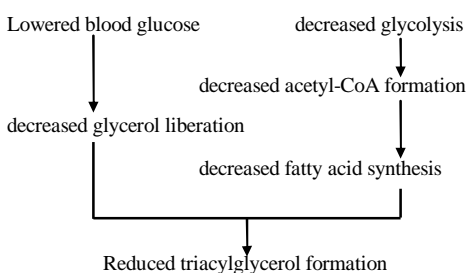 Lowered blood glucose
decreased glycolysis
decreased acetyl-CoA formation
decreased glycerol liberation
decreased fatty acid synthesis
Reduced triacylglycerol formation